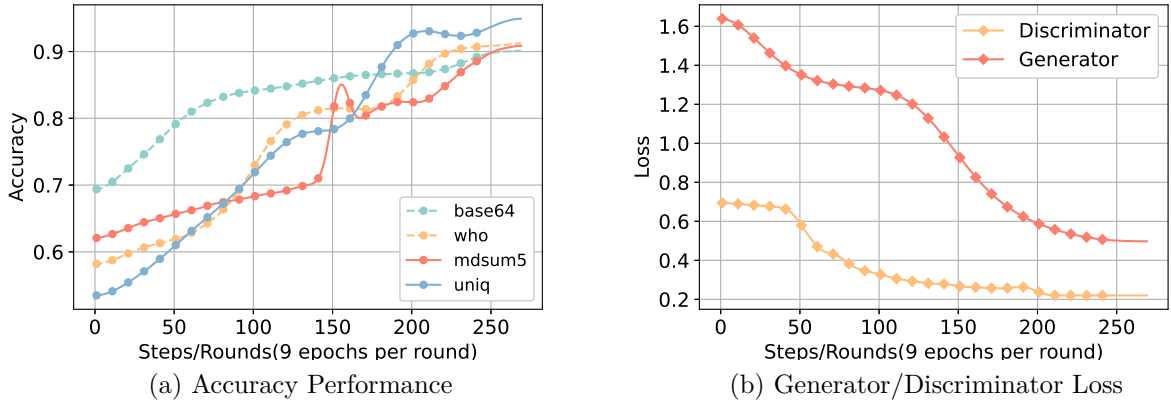 0.9
0.8
0.7
0.6
Accuracy
0 50 100 150 200 250
Steps/Rounds(9 epochs per round)
base64
who
mdsum5
uniq
(a) Accuracy Performance
1.6
1.4
1.2
1.0
0.8
0.6
0.4
0.2
Loss
0 50 100 150 200 250
Steps/Rounds(9 epochs per round)
Discriminator
Generator
(b) Generator/Discriminator Loss